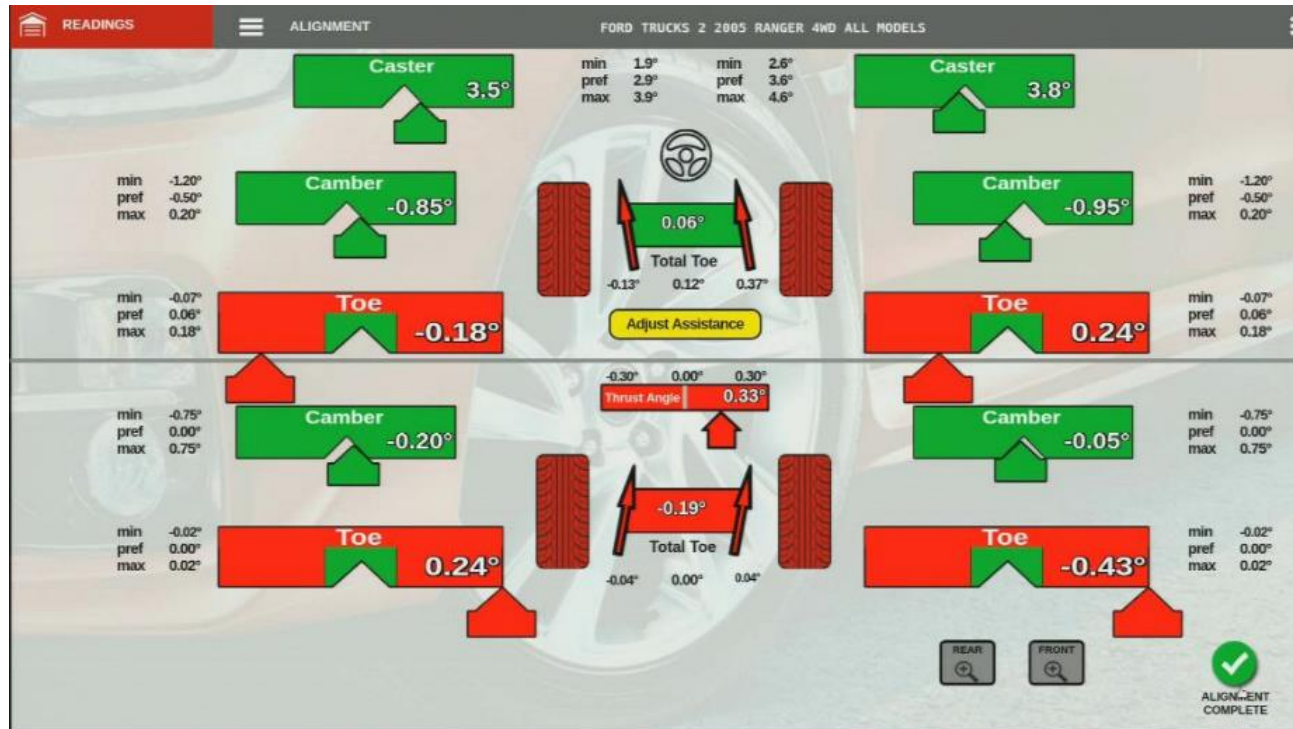 READINGS
ALIGNMENT
FORD TRUCKS 2 2005 RANGER 4WD ALL MODELS
Caster
3.5°
min 1.9°
pref 2.9°
max 3.9°
min 2.6°
pref 3.6°
max 4.6°
Caster
3.8°
min -1.20°
pref -0.50°
max 0.20°
Camber
-0.85°
0.06°
Total Toe
-0.13° 0.12° 0.37°
Camber
-0.95°
min -1.20°
pref -0.50°
max 0.20°
min -0.07°
pref 0.06°
max 0.18°
Toe
-0.18°
Adjust Assistance
Toe
0.24°
min -0.07°
pref 0.06°
max 0.18°
-0.30° 0.00° 0.30°
Thrust Angle 0.33°
min -0.75°
pref 0.00°
max 0.75°
Camber
-0.20°
Camber
-0.05°
min -0.75°
pref 0.00°
max 0.75°
min -0.02°
pref 0.00°
max 0.02°
Toe
0.24°
-0.19°
Total Toe
-0.04° 0.00° 0.04°
Toe
-0.43°
min -0.02°
pref 0.00°
max 0.02°
REAR
FRONT
ALIGNMENT
COMPLETE